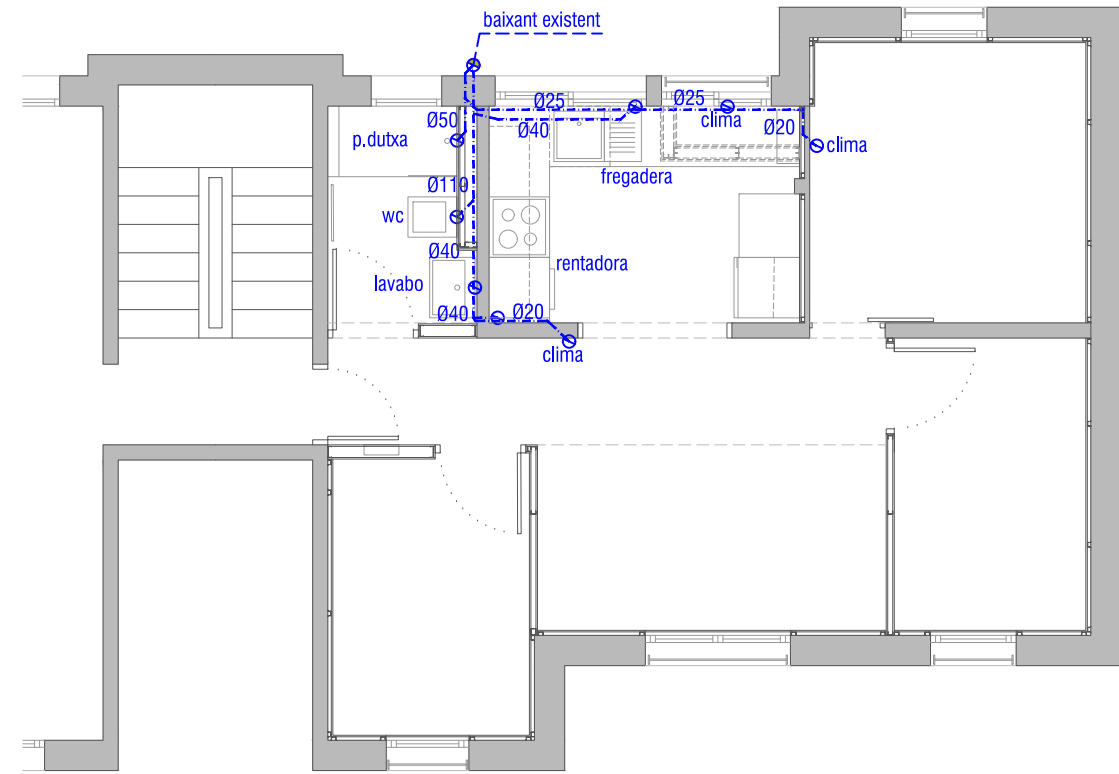 baixant existent
Ø25
Ø25
Ø50
Ø40
clima
Ø20
p.dutxa
clima
fregadera
Ø110
wc
Ø40
rentadora
lavabo
Ø40
Ø20
clima